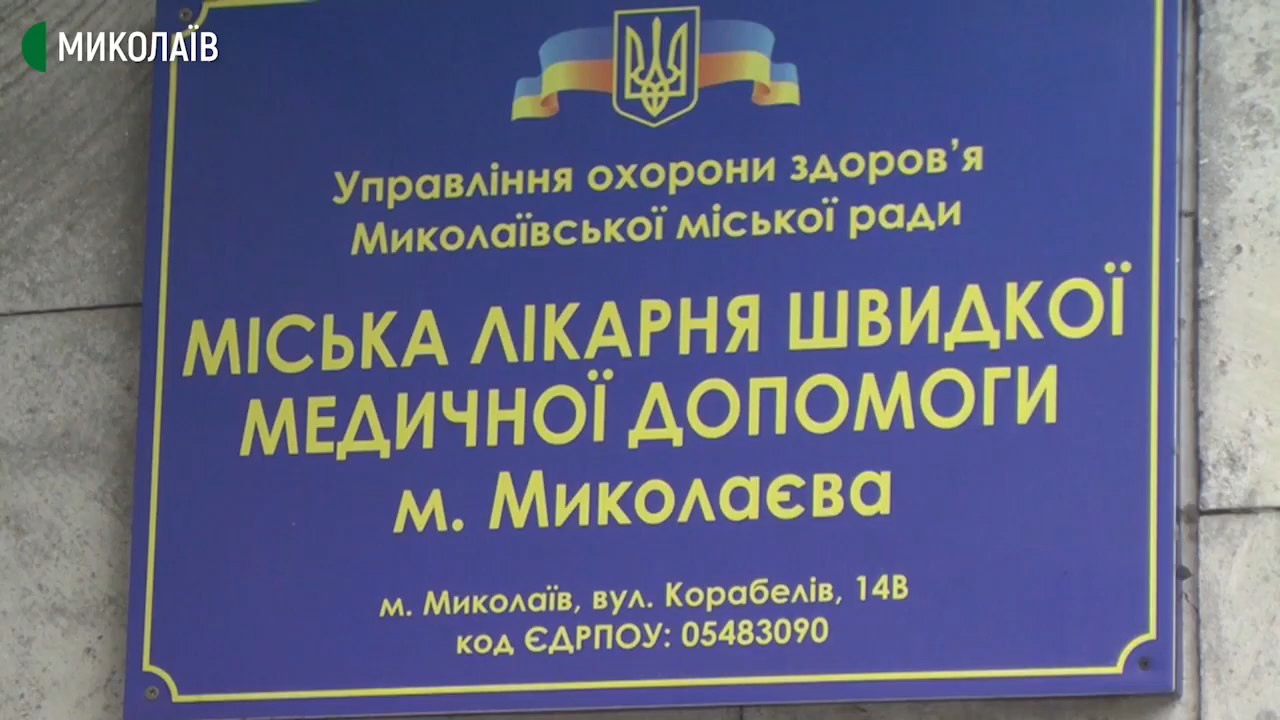 МИКОЛАЇВ
Управління охорони здоров’я
Миколаївської міської ради
МІСЬКА ЛІКАРНЯ ШВИДКОЇ
МЕДИЧНОЇ ДОПОМОГИ
м. Миколаєва
м. Миколаїв, вул. Корабелів, 14В
код ЄДРПОУ: 05483090